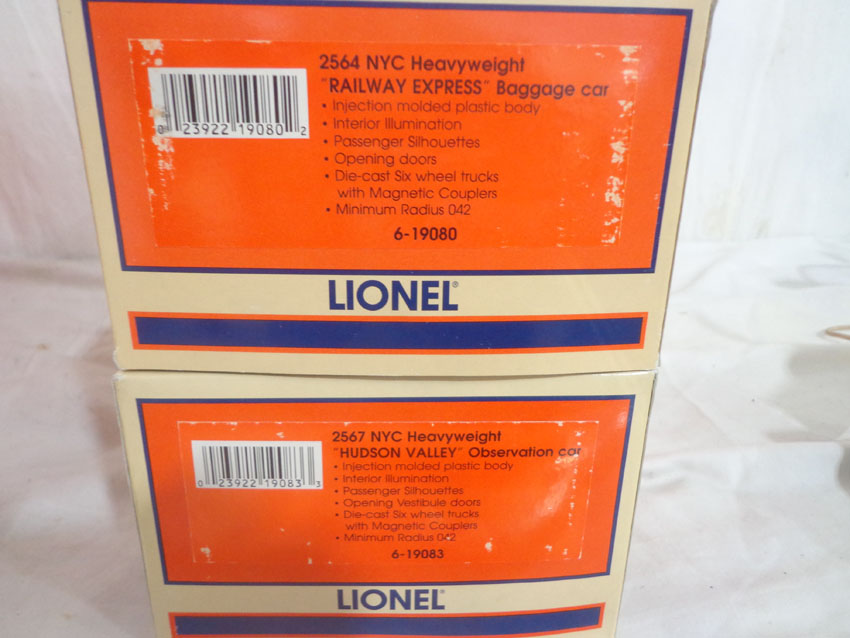 2564 NYC Heavyweight
"RAILWAY EXPRESS" Baggage car
• Injection molded plastic body
• Interior Illumination
• Passenger Silhouettes
• Opening doors
• Die-cast Six wheel trucks
with Magnetic Couplers
• Minimum Radius 042
6-19080
0 23922 19080 2
LIONEL®
2567 NYC Heavyweight
"HUDSON VALLEY" Observation car
• Injection molded plastic body
• Interior Illumination
• Passenger Silhouettes
• Opening Vestibule doors
• Die-cast Six wheel trucks
with Magnetic Couplers
• Minimum Radius 042
6-19083
0 23922 19083 3
LIONEL®